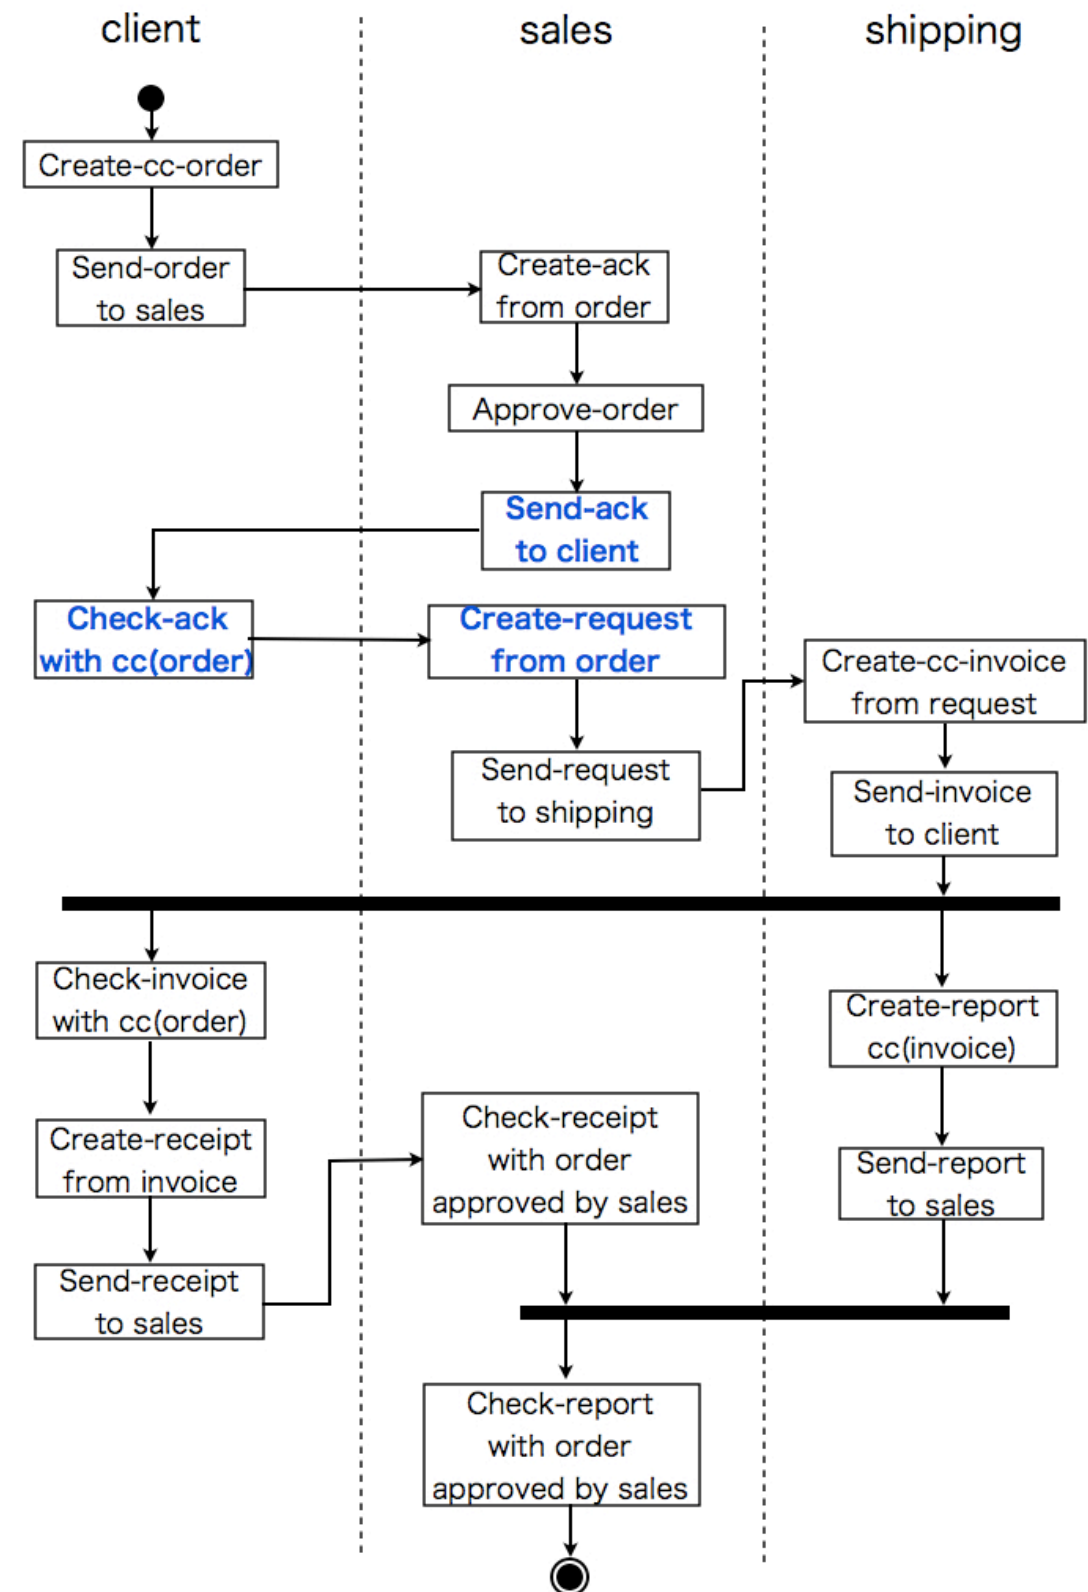 client
sales
shipping
Create-cc-order
Send-order
to sales
Create-ack
from order
Approve-order
Send-ack
to client
Check-ack
with cc(order)
Create-request
from order
Create-cc-invoice
from request
Send-request
to shipping
Send-invoice
to client
Check-invoice
with cc(order)
Create-report
cc(invoice)
Create-receipt
from invoice
Check-receipt
with order
approved by sales
Send-report
to sales
Send-receipt
to sales
Check-report
with order
approved by sales